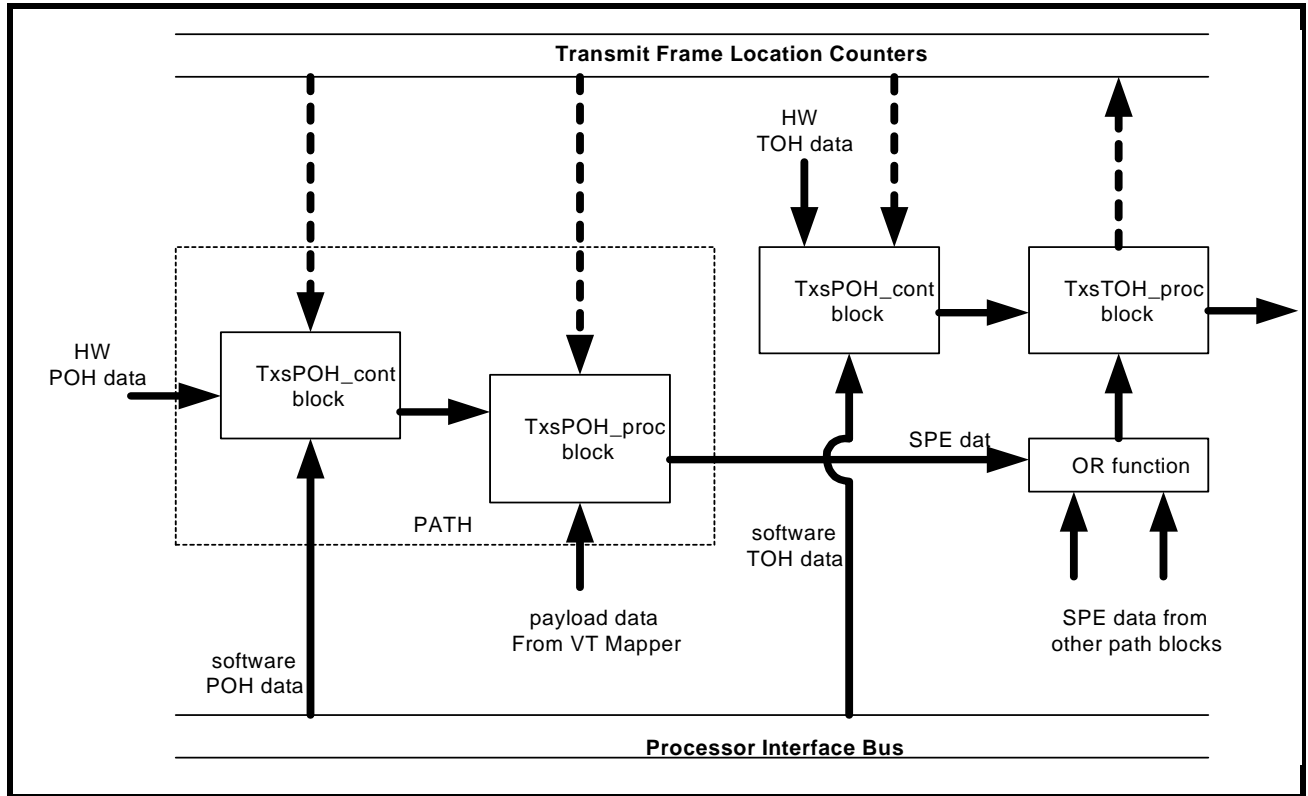 Transmit Frame Location Counters
HW
TOH data
TxsPOH_cont
block
TxsTOH_proc
block
HW
POH data
TxsPOH_cont
block
TxsPOH_proc
block
SPE dat
OR function
PATH
software
TOH data
payload data
From VT Mapper
SPE data from
other path blocks
software
POH data
Processor Interface Bus